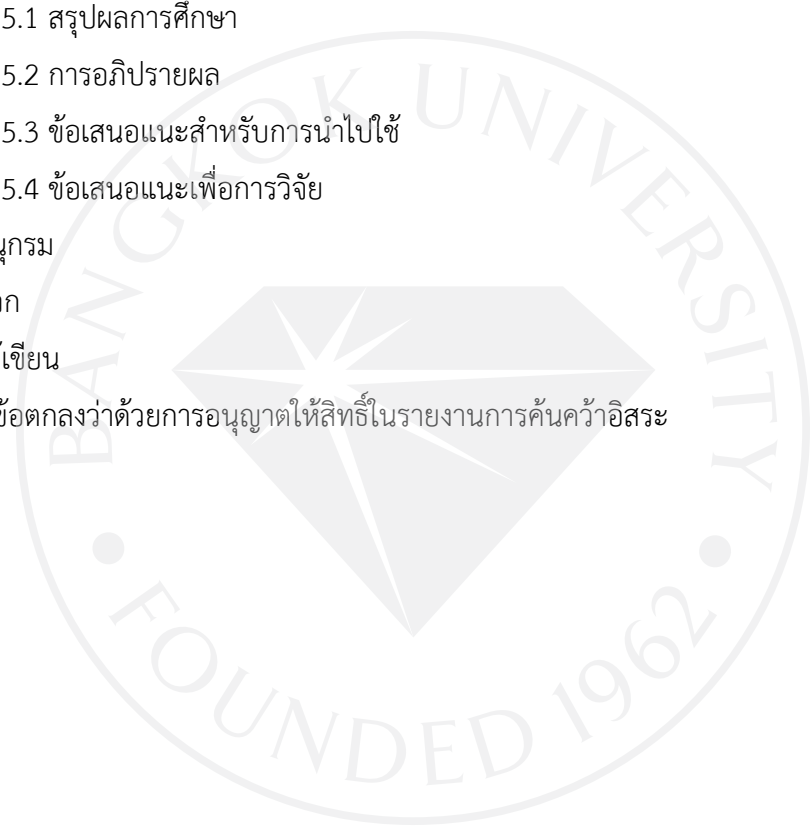 5.1 สรุปผลการศึกษา
5.2 การอภิปรายผล
5.3 ข้อเสนอแนะสำหรับการนำไปใช้
5.4 ข้อเสนอแนะเพื่อการวิจัย
นุกรม
วก
เขียน
ข้อตกลงว่าด้วยการอนุญาตให้สิทธิ์ในรายงานการค้นคว้าอิสระ
BANGKOK UNIVERSITY
FOUNDED 1962